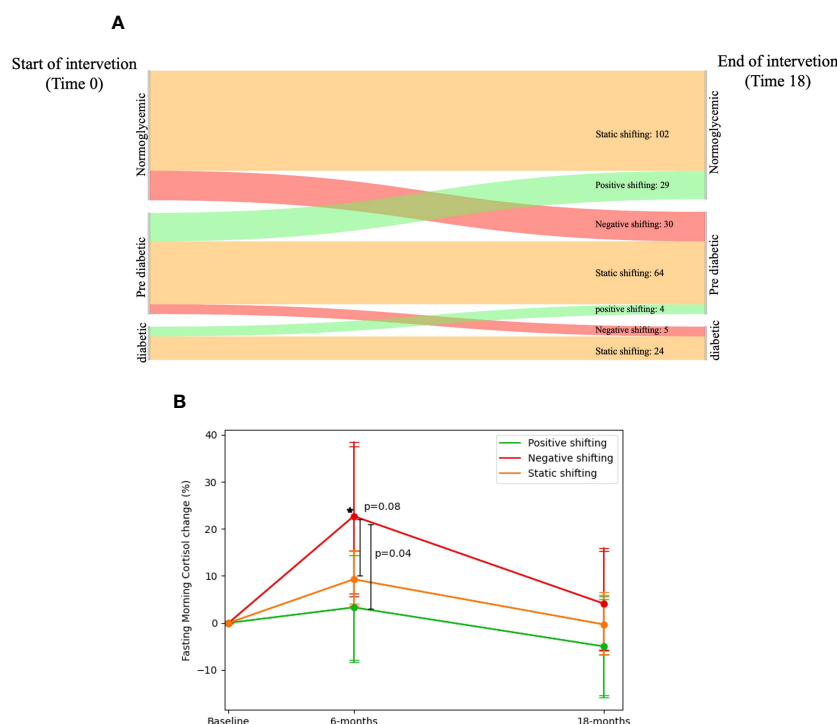 A
Start of intervetion
(Time 0)
End of intervetion
(Time 18)
Normoglycemic
Pre diabetic
diabetic
Static shifting: 102
Positive shifting: 29
Negative shifting: 30
Static shifting: 64
positive shifting: 4
Negative shifting: 5
Static shifting: 24
Normoglycemic
Pre diabetic
diabetic
B
Fasting Morning Cortisol change (%)
40
30
20
10
0
−10
Positive shifting
Negative shifting
Static shifting
★
p=0.08
p=0.04
Baseline
6-months
18-months